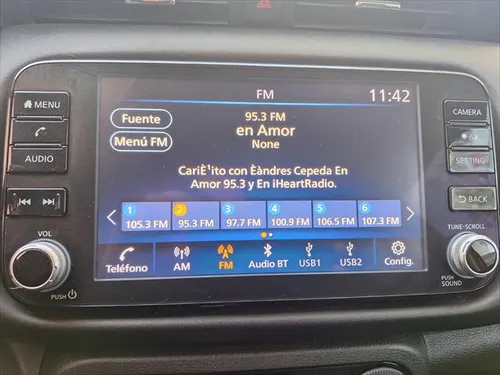 MENU
AUDIO
VOL
PUSH
FM
11:42
Fuente
Menú FM
95.3 FM
en Amor
None
CariÈ¹ito con Èàndres Cepeda En
Amor 95.3 y En iHeartRadio.
1 2 3 4 5 6
105.3 FM 95.3 FM 97.7 FM 100.9 FM 106.5 FM 107.3 FM
Teléfono AM FM Audio BT USB1 USB2 Config.
CAMERA
SETTING
BACK
TUNE·SCROLL
PUSH
SOUND